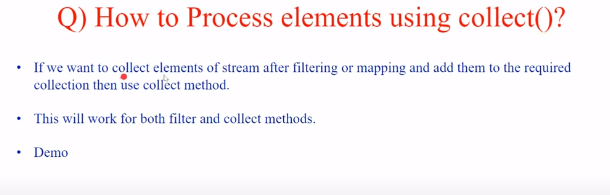 Q) How to Process elements using collect()?
• If we want to collect elements of stream after filtering or mapping and add them to the required
collection then use collect method.
• This will work for both filter and collect methods.
• Demo